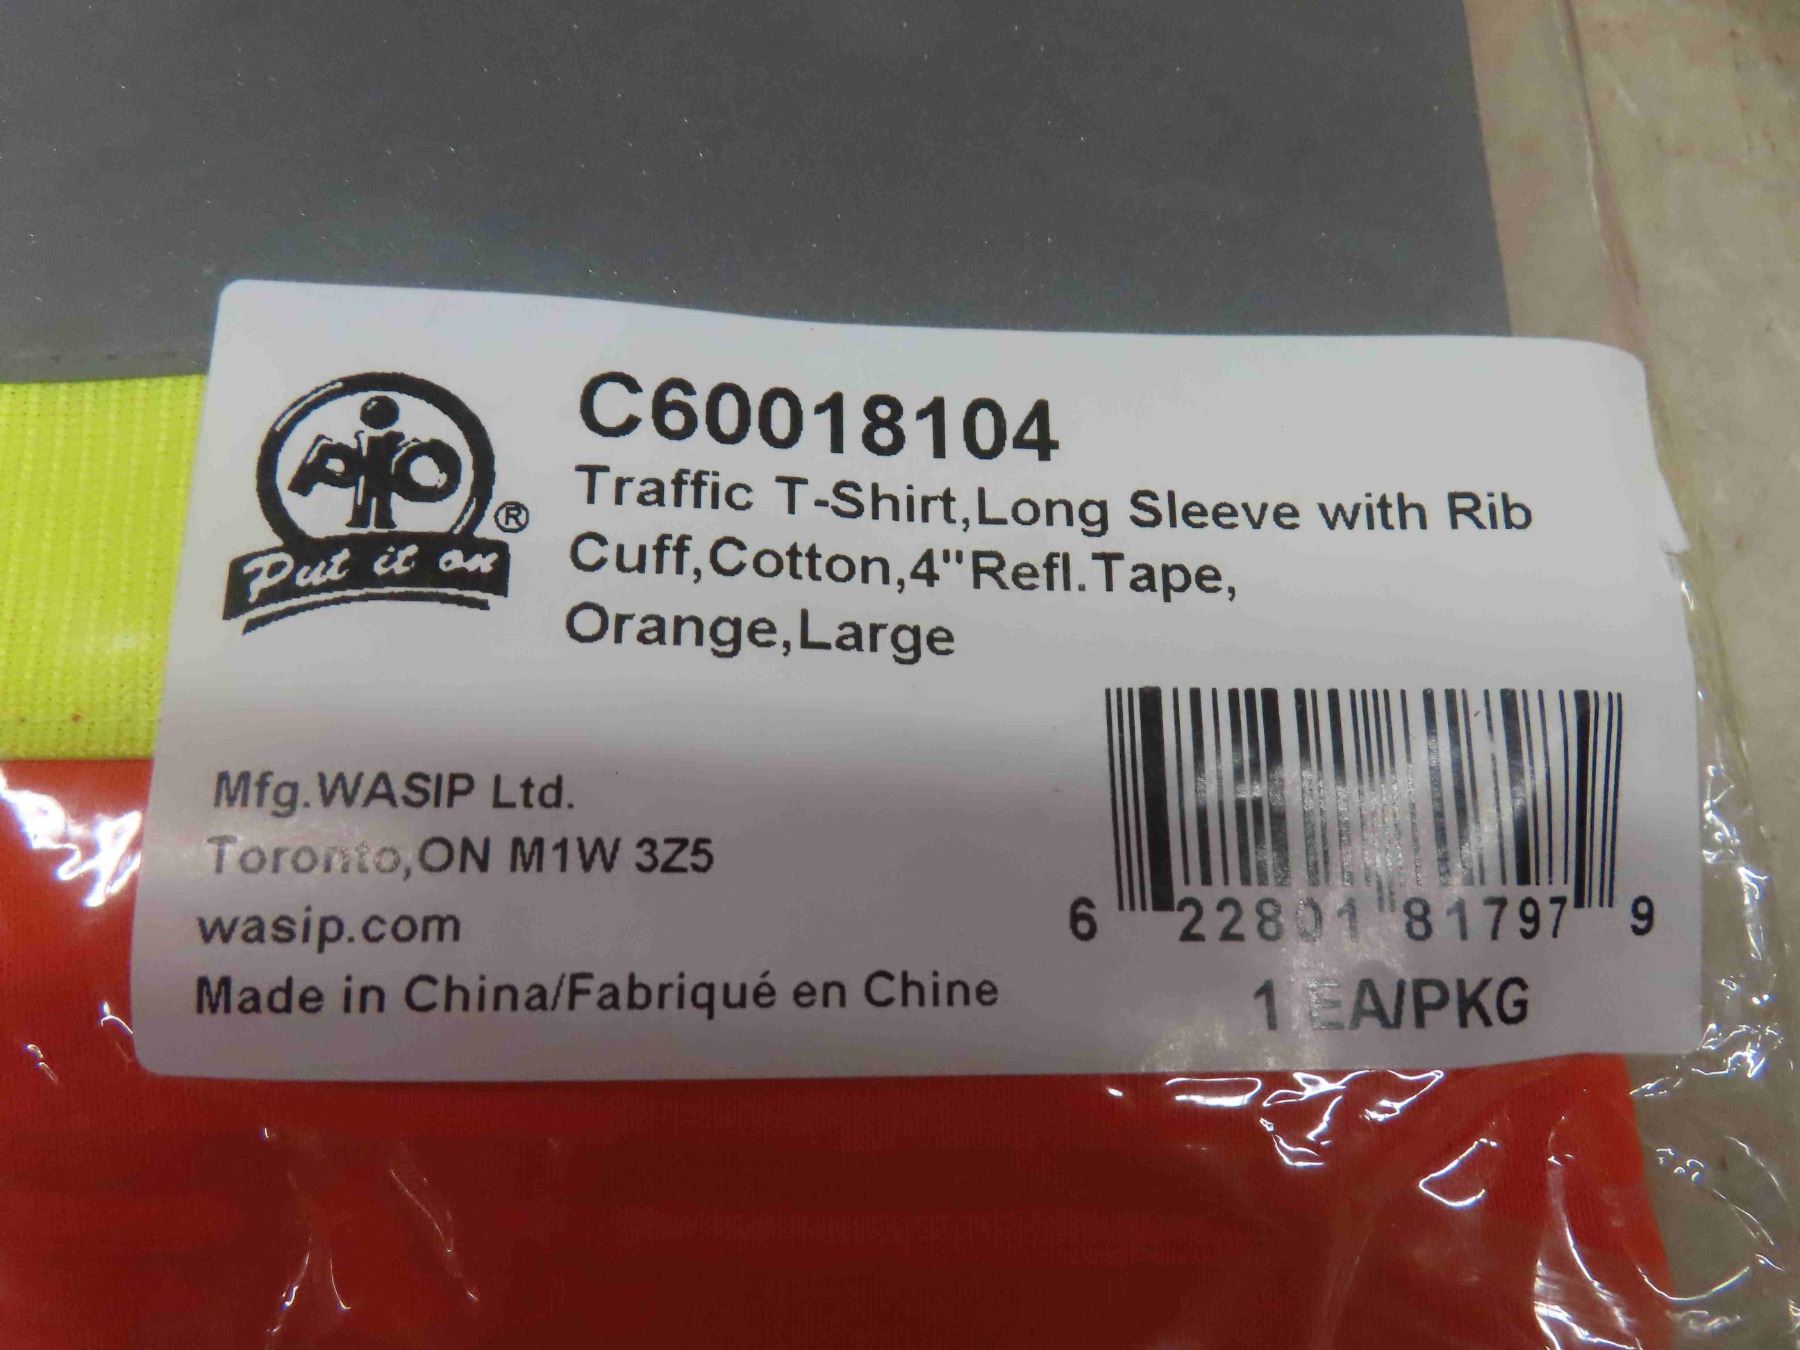 pip®
Put it on
C60018104
Traffic T-Shirt,Long Sleeve with Rib
Cuff,Cotton,4"Refl.Tape,
Orange,Large
Mfg.WASIP Ltd.
Toronto,ON M1W 3Z5
wasip.com
Made in China/Fabriqué en Chine
6 22801 81797 9
1 EA/PKG